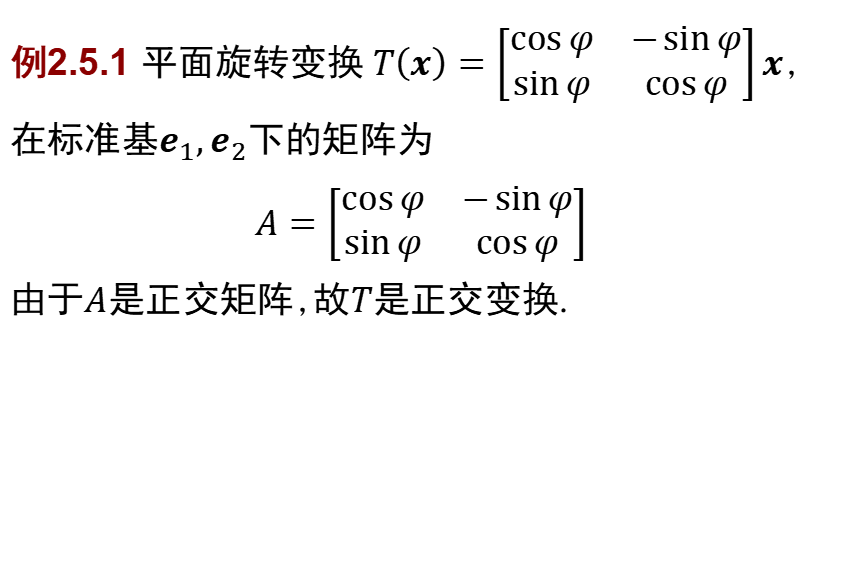 例2.5.1 平面旋转变换 T(x) = [cos φ  − sin φ
sin φ  cos φ] x,
在标准基e₁,e₂下的矩阵为
A = [cos φ  − sin φ
sin φ  cos φ]
由于A是正交矩阵,故T是正交变换.